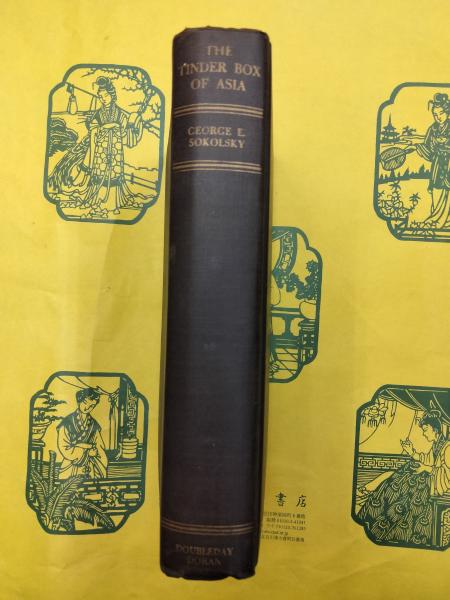 THE
TINDER BOX
OF ASIA
GEORGE E.
SOKOLSKY
DOUBLEDAY
DORAN
書店